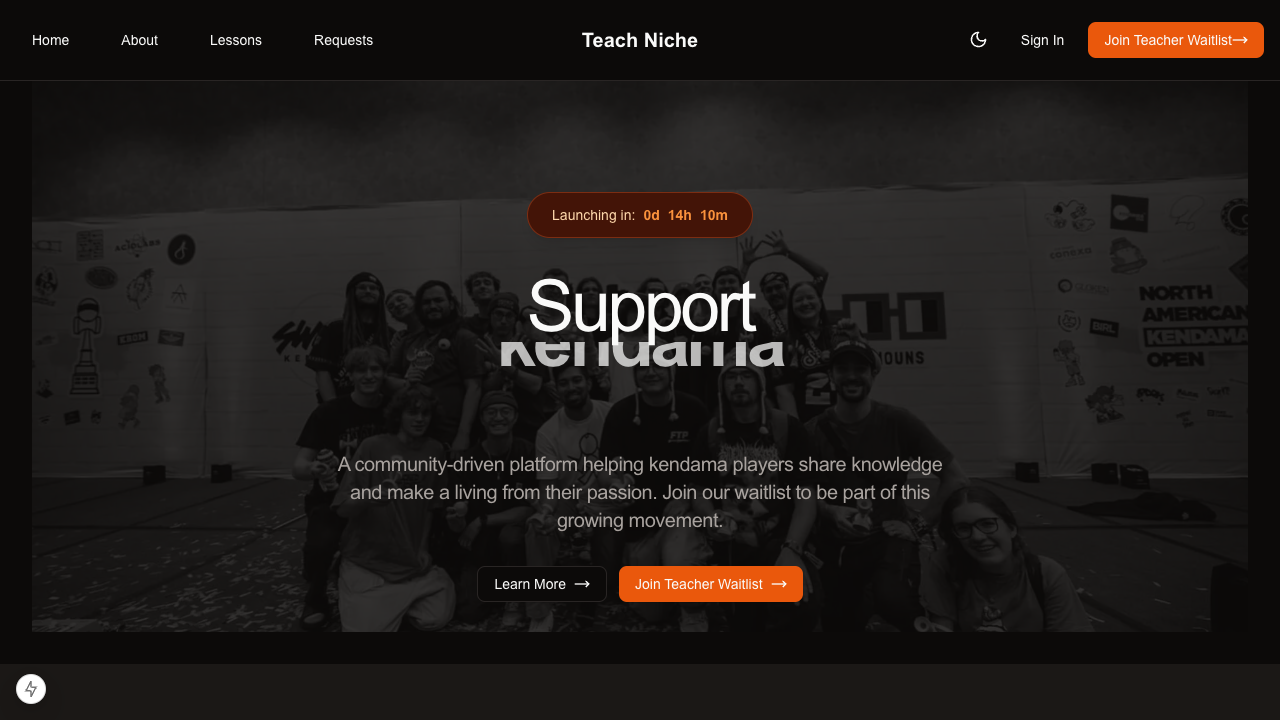 Home About Lessons Requests Teach Niche Sign In Join Teacher Waitlist→
Launching in: 0d 14h 10m
Support
kendama
A community-driven platform helping kendama players share knowledge
and make a living from their passion. Join our waitlist to be part of this
growing movement.
NORTH
AMERICAN
KENDAMA
OPEN
FTP
Learn More → Join Teacher Waitlist →